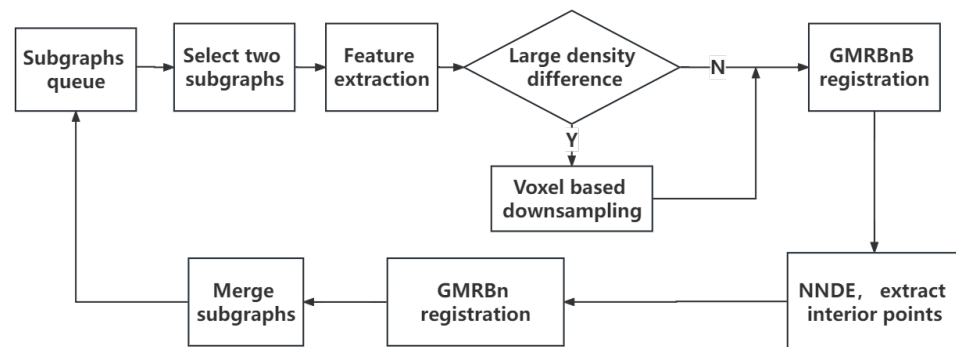 Subgraphs
queue
Select two
subgraphs
Feature
extraction
Large density
difference
N
GMRBnB
registration
Y
Voxel based
downsampling
Merge
subgraphs
GMRBn
registration
NNDE， extract
interior points